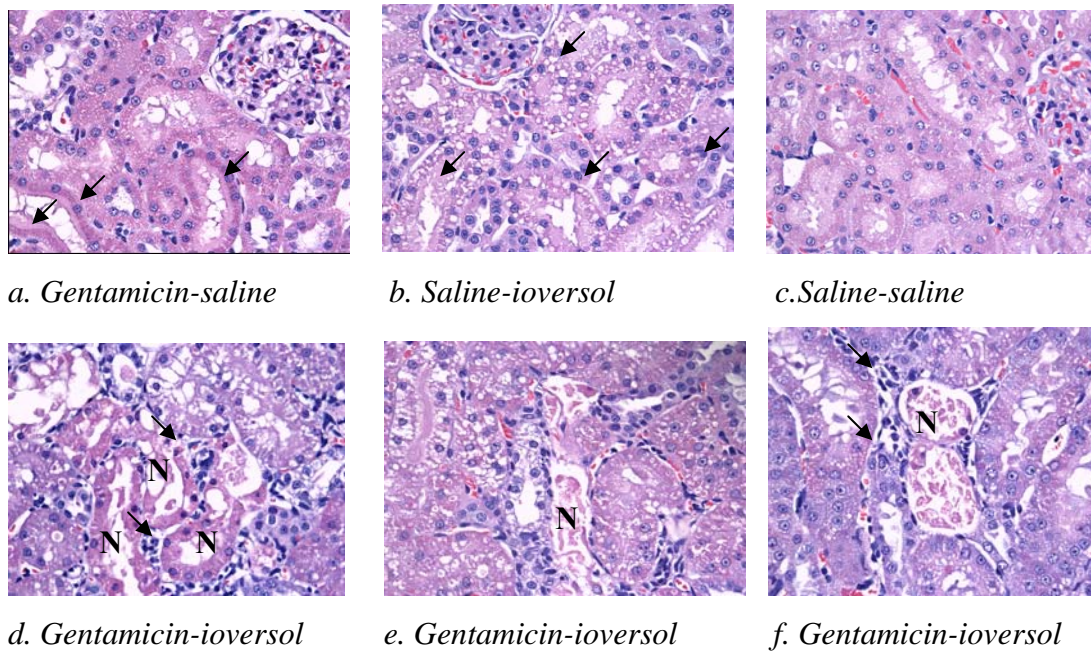 a. Gentamicin-saline
b. Saline-ioversol
c.Saline-saline
N
N
N
N
N
d. Gentamicin-ioversol
e. Gentamicin-ioversol
f. Gentamicin-ioversol